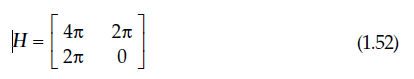 |H = [ 4π 2π
2π 0 ] (1.52)